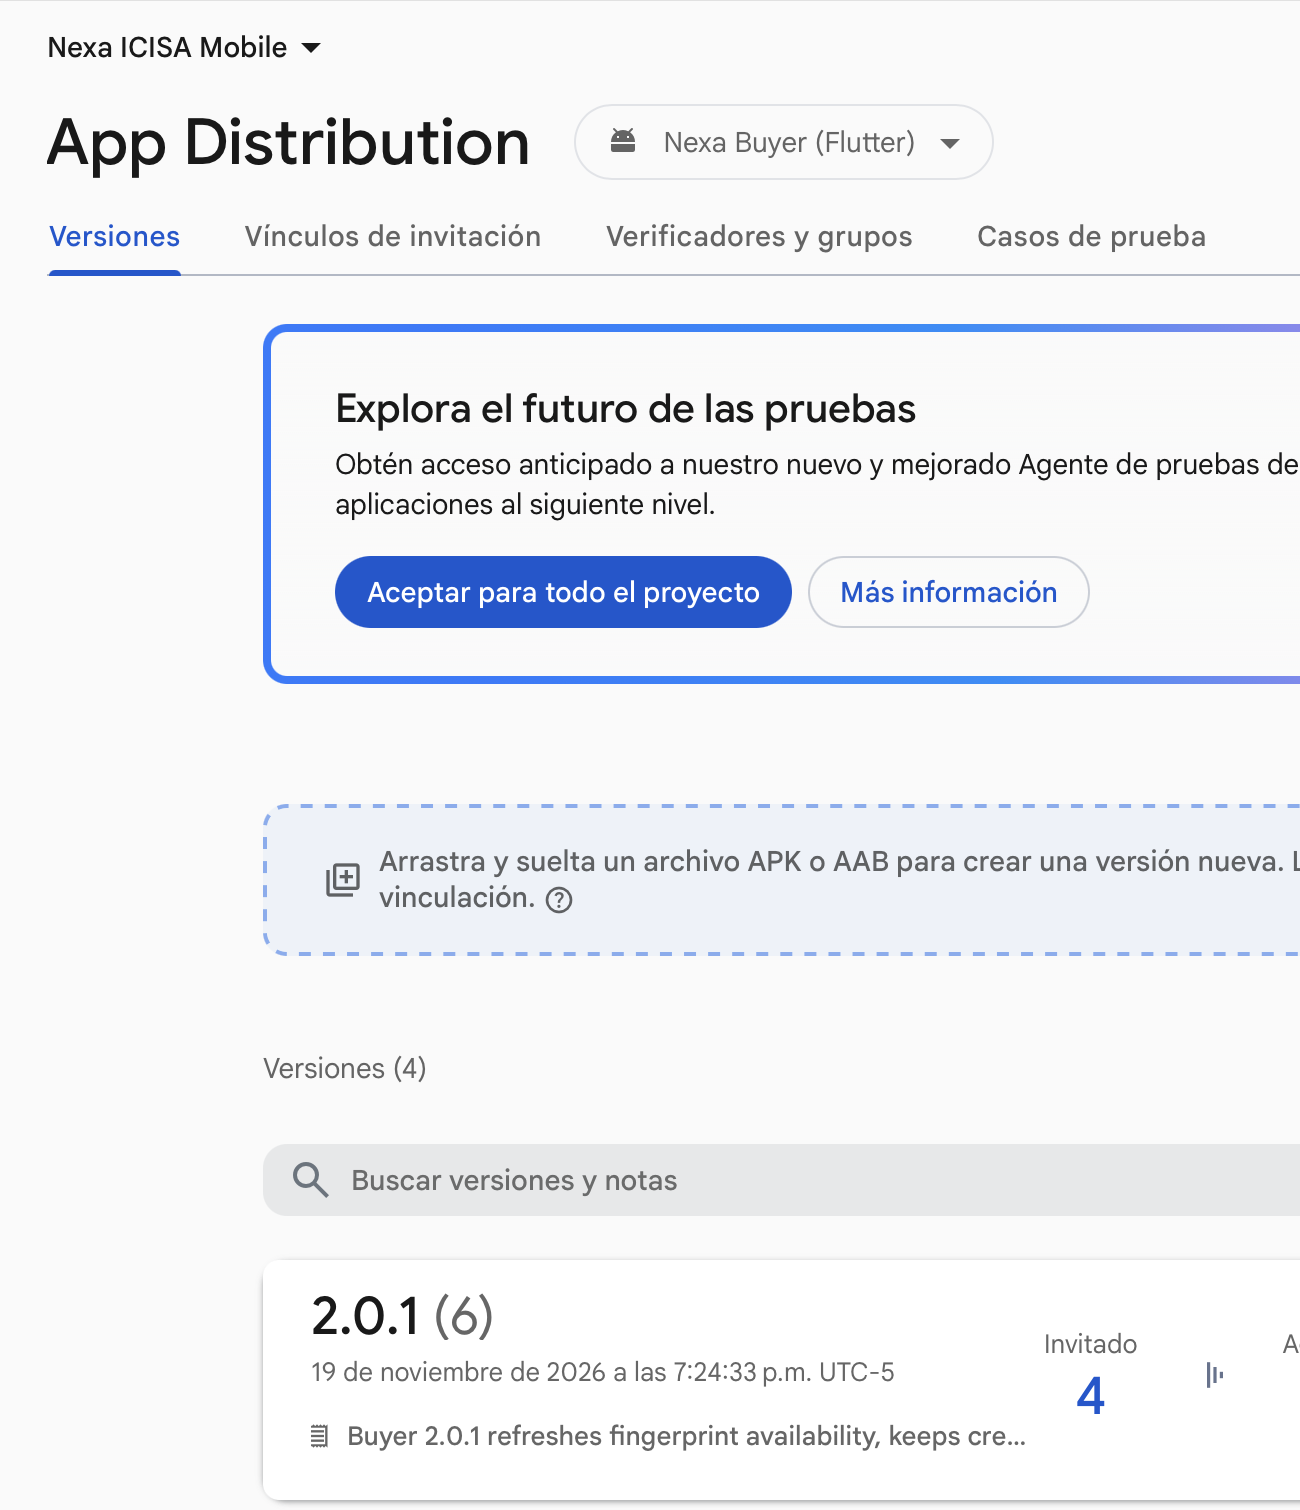 Nexa ICISA Mobile
App Distribution
Nexa Buyer (Flutter)
Versiones
Vínculos de invitación
Verificadores y grupos
Casos de prueba
Explora el futuro de las pruebas
Obtén acceso anticipado a nuestro nuevo y mejorado Agente de pruebas de
aplicaciones al siguiente nivel.
Aceptar para todo el proyecto
Más información
Arrastra y suelta un archivo APK o AAB para crear una versión nueva.
vinculación.
Versiones (4)
Buscar versiones y notas
2.0.1 (6)
19 de noviembre de 2026 a las 7:24:33 p.m. UTC-5
Invitado
4
Buyer 2.0.1 refreshes fingerprint availability, keeps cre...